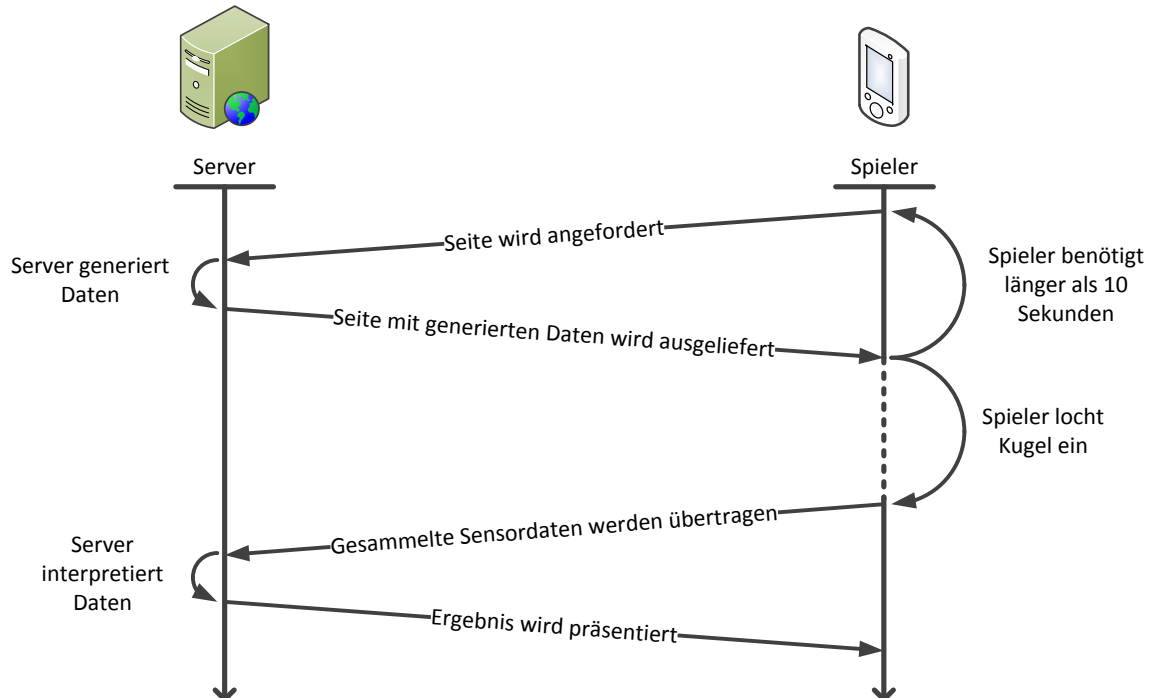 Server
Spieler
Seite wird angefordert
Server generiert
Daten
Spieler benötigt
länger als 10
Sekunden
Seite mit generierten Daten wird ausgeliefert
Spieler locht
Kugel ein
Gesammelte Sensordaten werden übertragen
Server
interpretiert
Daten
Ergebnis wird präsentiert